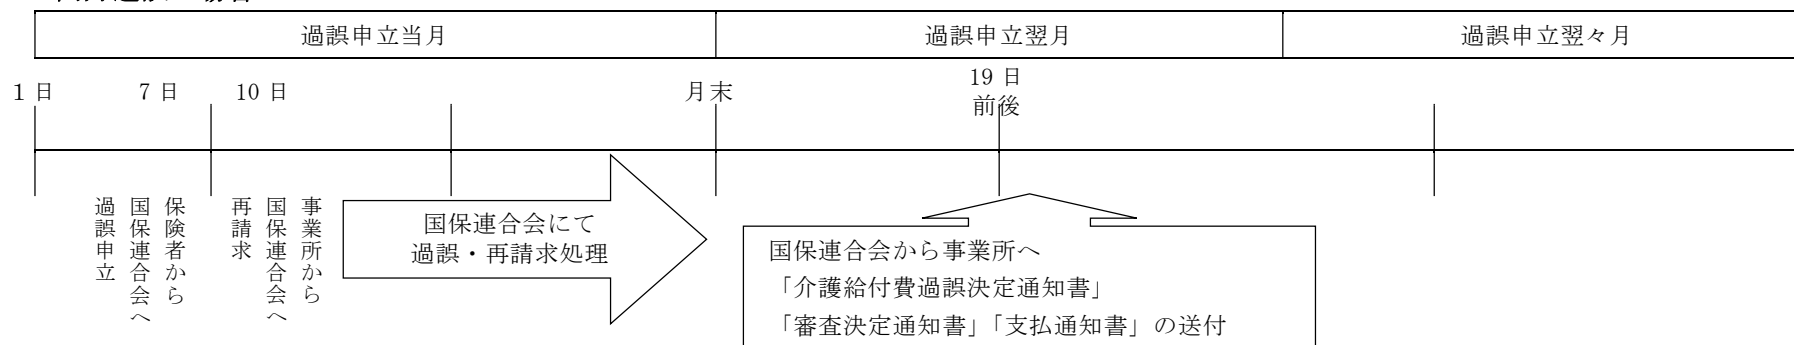 過誤申立当月
過誤申立翌月
過誤申立翌々月
1日
7日
10日
月末
19日
前後
保険者から
国保連合会へ
過誤申立
事業所から
国保連合会へ
再請求
国保連合会にて
過誤・再請求処理
国保連合会から事業所へ
「介護給付費過誤決定通知書」
「審査決定通知書」「支払通知書」の送付